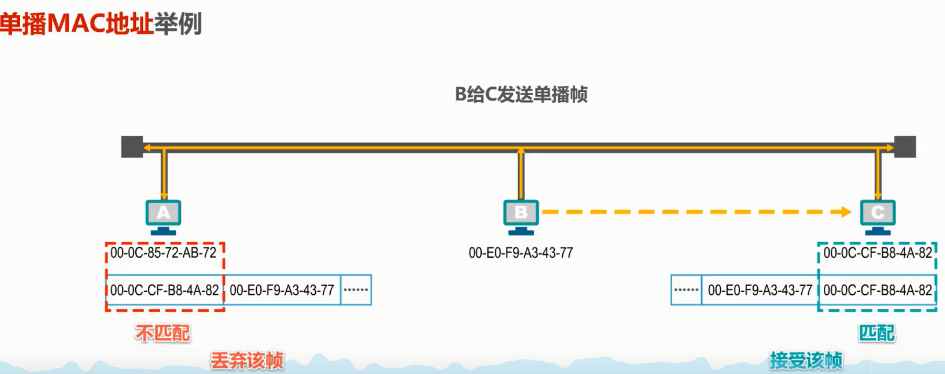 单播MAC地址举例
B给C发送单播帧
A
B
C
00-0C-85-72-AB-72
00-E0-F9-A3-43-77
00-0C-CF-B8-4A-82
00-0C-CF-B8-4A-82 00-E0-F9-A3-43-77 ······
······ 00-E0-F9-A3-43-77 00-0C-CF-B8-4A-82
不匹配
匹配
丢弃该帧
接受该帧